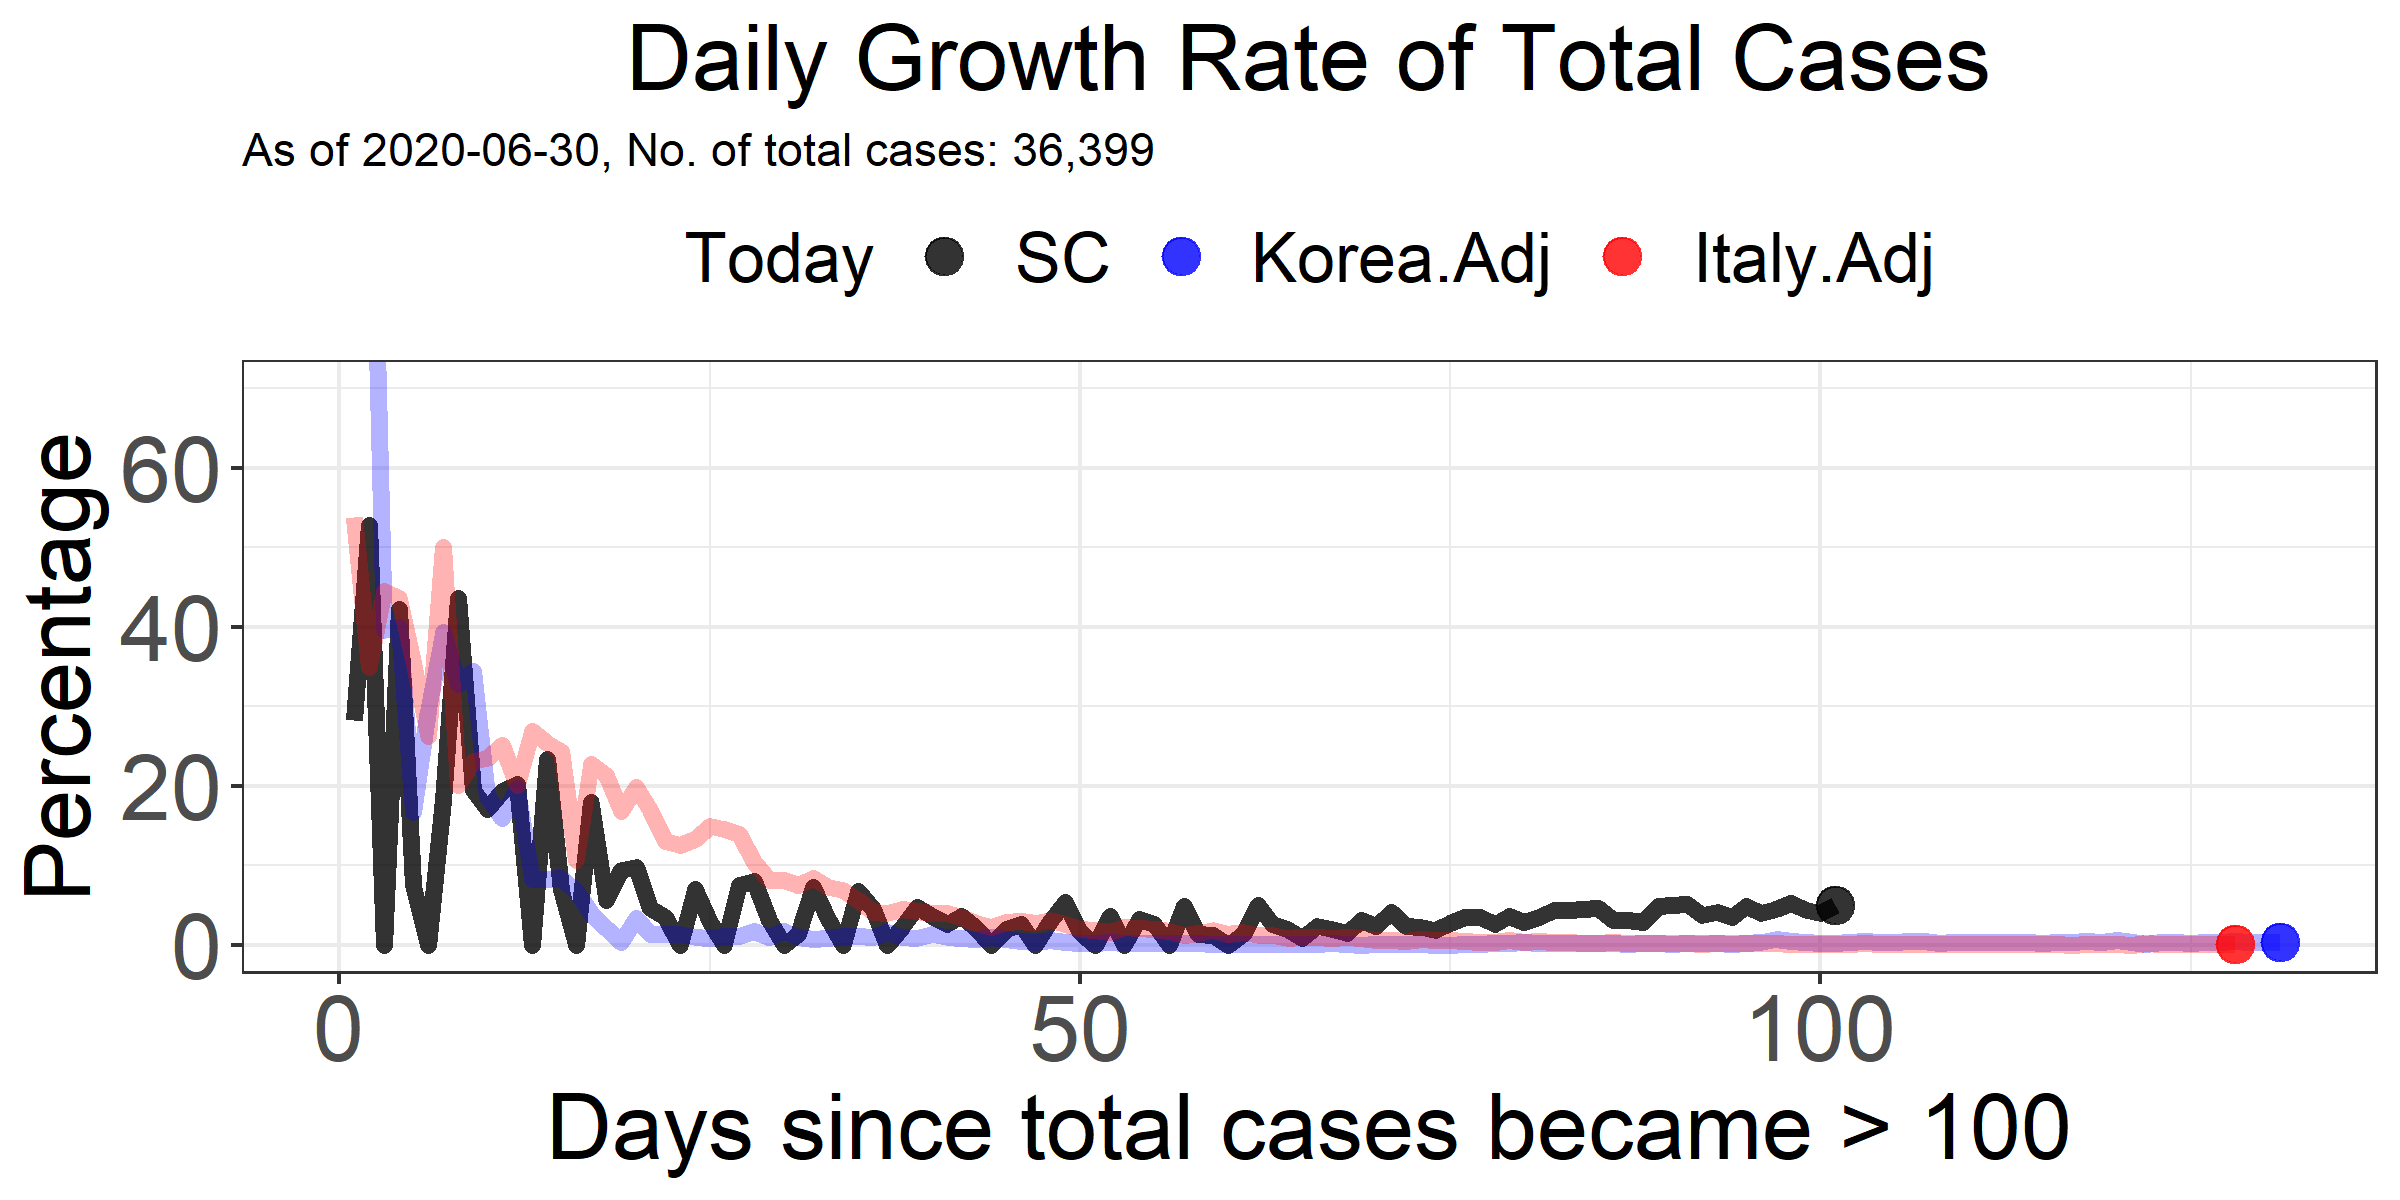 Daily Growth Rate of Total Cases
As of 2020-06-30, No. of total cases: 36,399
Today SC Korea.Adj Italy.Adj
Percentage
60
40
20
0
0 50 100
Days since total cases became > 100